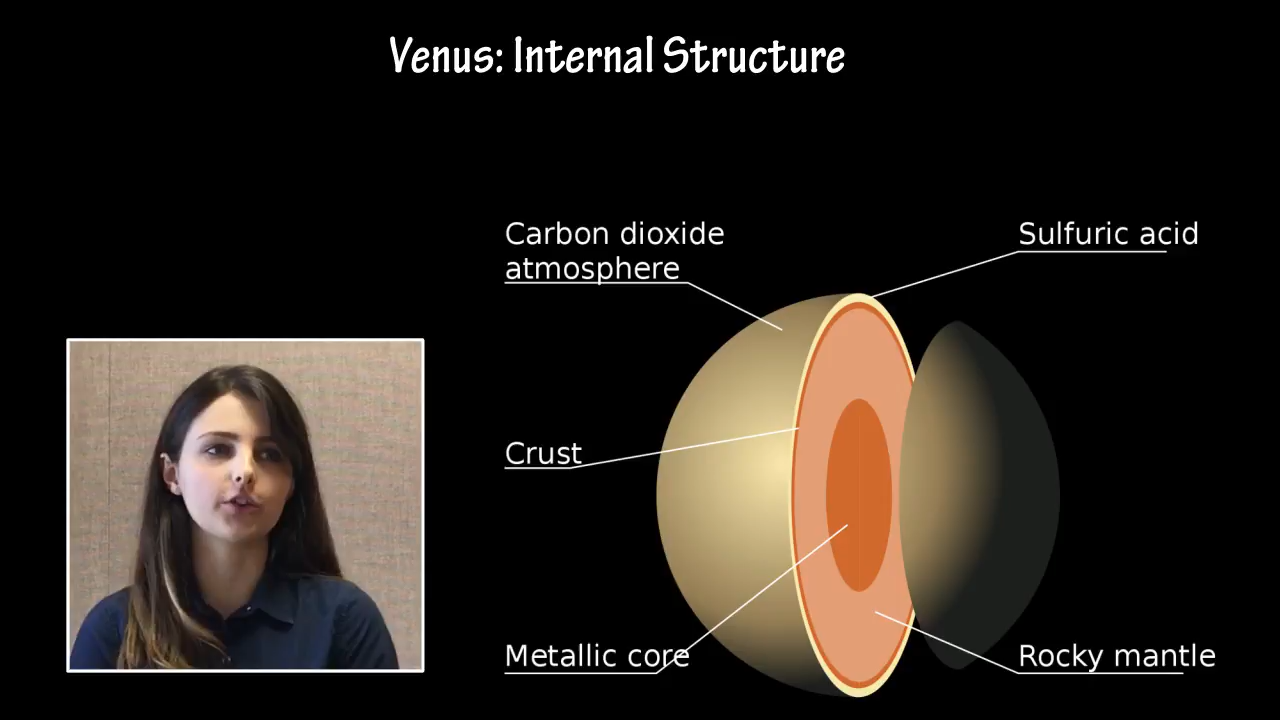 Venus: Internal Structure
Carbon dioxide
atmosphere
Sulfuric acid
Crust
Metallic core
Rocky mantle